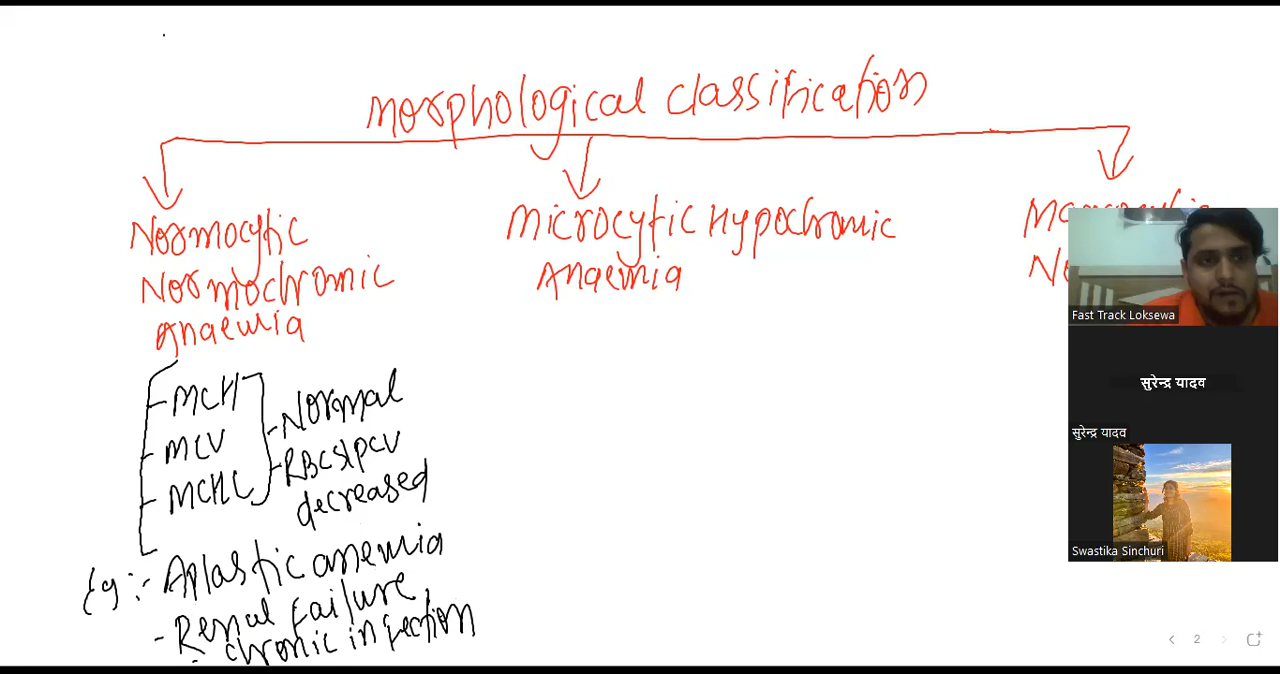 Morphological classification
Normocytic
Normochromic
Anaemia
Microcytic Hypochromic
Anaemia
MCH
MCV
MCHC
Normal
RBCs/PCV
decreased
Eg :- Aplastic anemia
- Renal failure,
- chronic infection
Fast Track Loksewa
सुरेन्द्र यादव
सुरेन्द्र यादव
Swastika Sinchuri
2